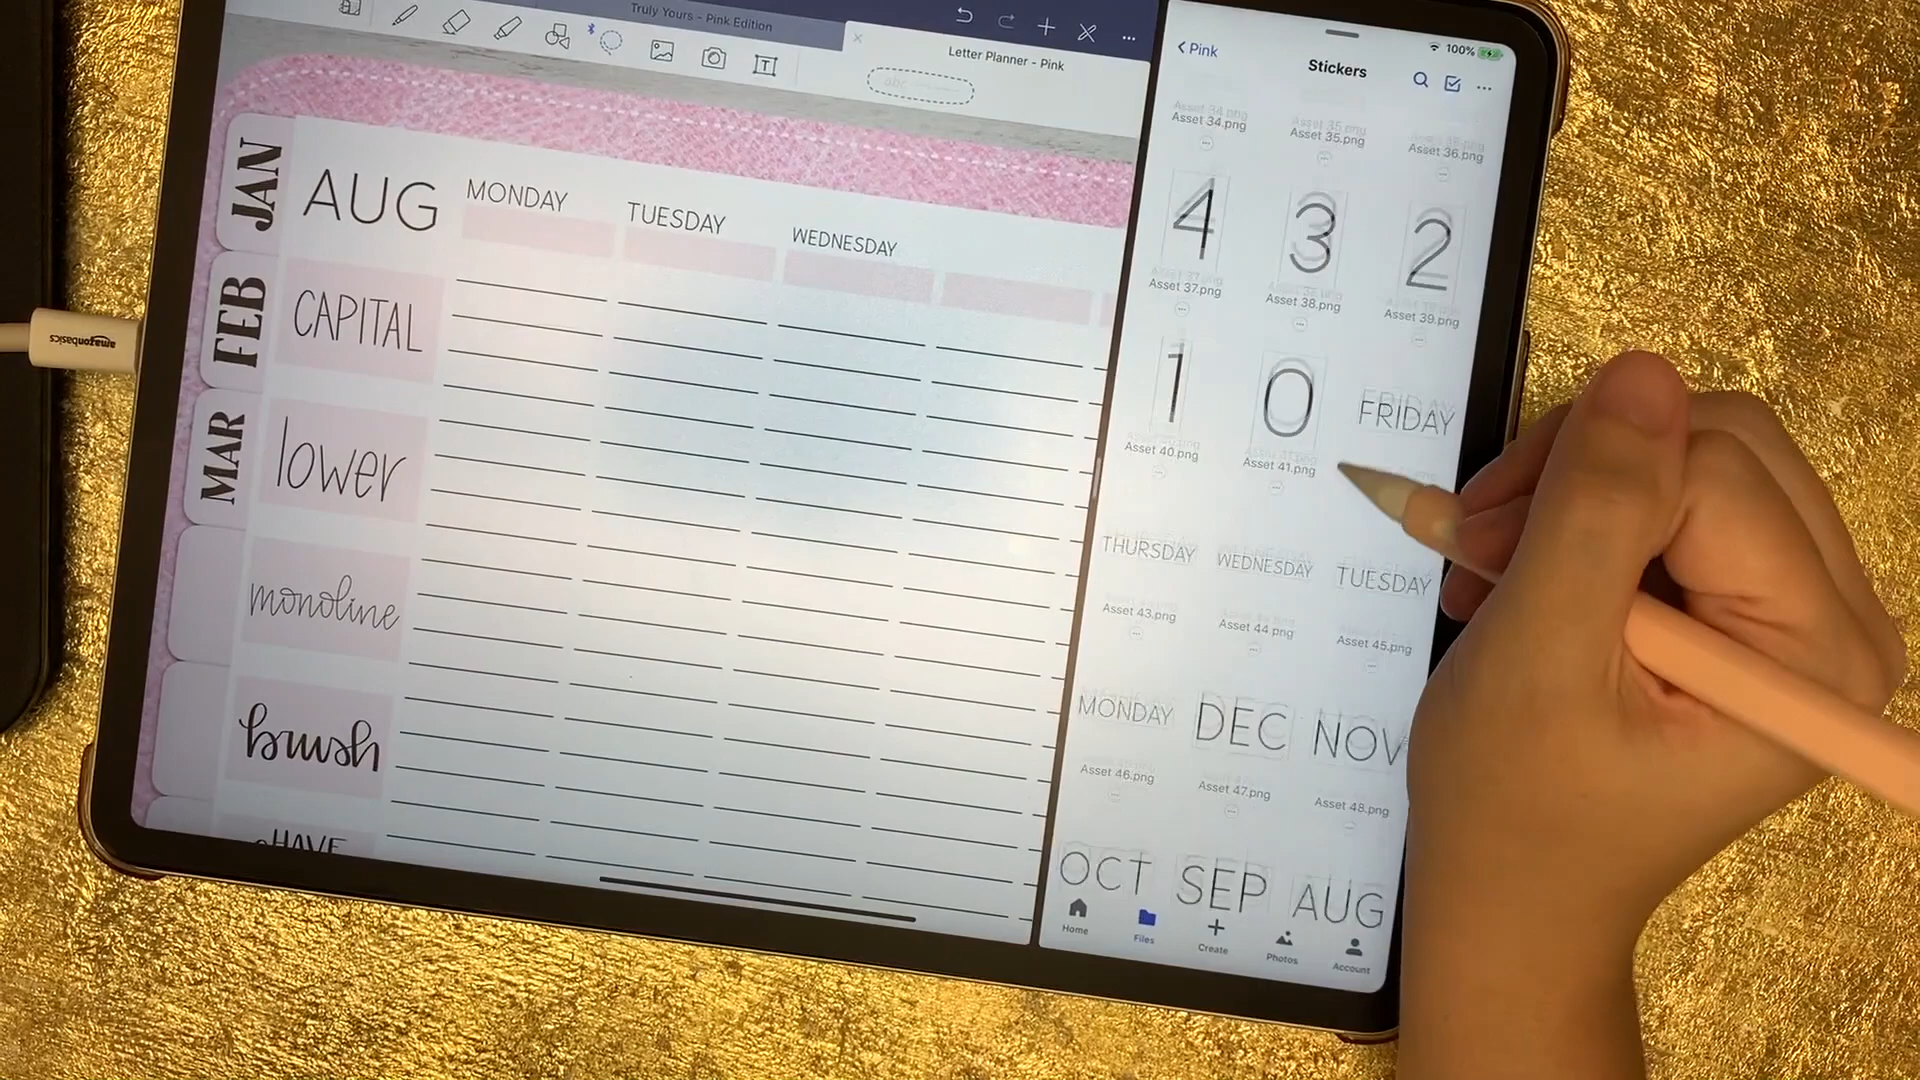 Truly Yours - Pink Edition
Letter Planner - Pink
abc
JAN
FEB
MAR
AUG
MONDAY
TUESDAY
WEDNESDAY
CAPITAL
lower
monoline
brush
HAVE
amazonbasics
Pink
100%
Stickers
Asset 34.png
Asset 35.png
Asset 36.png
4
3
2
Asset 37.png
Asset 38.png
Asset 39.png
1
0
FRIDAY
Asset 40.png
Asset 41.png
THURSDAY
WEDNESDAY
TUESDAY
Asset 43.png
Asset 44.png
Asset 45.png
MONDAY
DEC
NOV
Asset 46.png
Asset 47.png
Asset 48.png
OCT
SEP
AUG
Home
Files
Create
Photos
Account